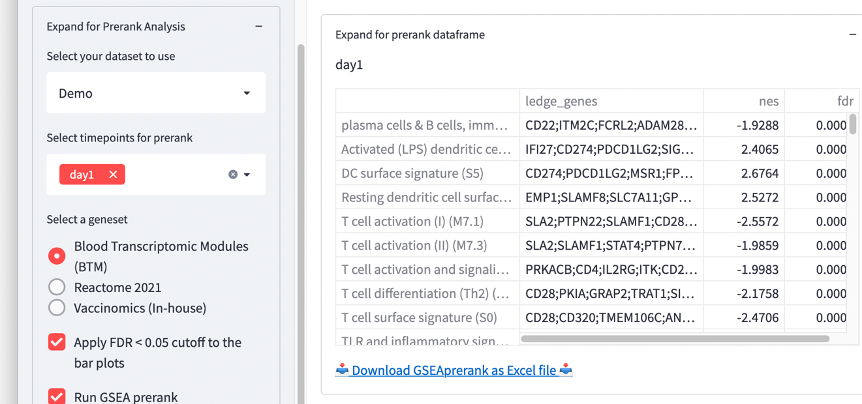 Expand for Prerank Analysis
Select your dataset to use
Demo
Select timepoints for prerank
day1
Select a geneset
Blood Transcriptomic Modules
(BTM)
Reactome 2021
Vaccinomics (In-house)
Apply FDR < 0.05 cutoff to the
bar plots
Run GSEA prerank
Expand for prerank dataframe
day1
ledge_genes nes fdr
plasma cells & B cells, imm... CD22;ITM2C;FCRL2;ADAM28... -1.9288 0.000
Activated (LPS) dendritic ce... IFI27;CD274;PDCD1LG2;SIG... 2.4065 0.000
DC surface signature (S5) CD274;PDCD1LG2;MSR1;FP... 2.6764 0.000
Resting dendritic cell surfac... EMP1;SLAMF8;SLC7A11;GP... 2.5272 0.000
T cell activation (I) (M7.1) SLA2;PTPN22;SLAMF1;CD28... -2.5572 0.000
T cell activation (II) (M7.3) SLA2;SLAMF1;STAT4;PTPN7... -1.9859 0.000
T cell activation and signali... PRKACB;CD4;IL2RG;ITK;CD2... -1.9983 0.000
T cell differentiation (Th2) (... CD28;PKIA;GRAP2;TRAT1;SI... -2.1758 0.000
T cell surface signature (S0) CD28;CD320;TMEM106C;AN... -2.4706 0.000
TLR and inflammatory sign...
Download GSEAprerank as Excel file